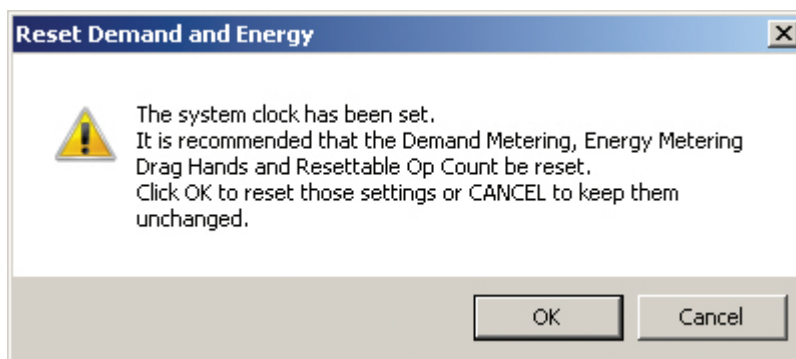 Reset Demand and Energy
The system clock has been set.
It is recommended that the Demand Metering, Energy Metering
Drag Hands and Resettable Op Count be reset.
Click OK to reset those settings or CANCEL to keep them
unchanged.
OK
Cancel